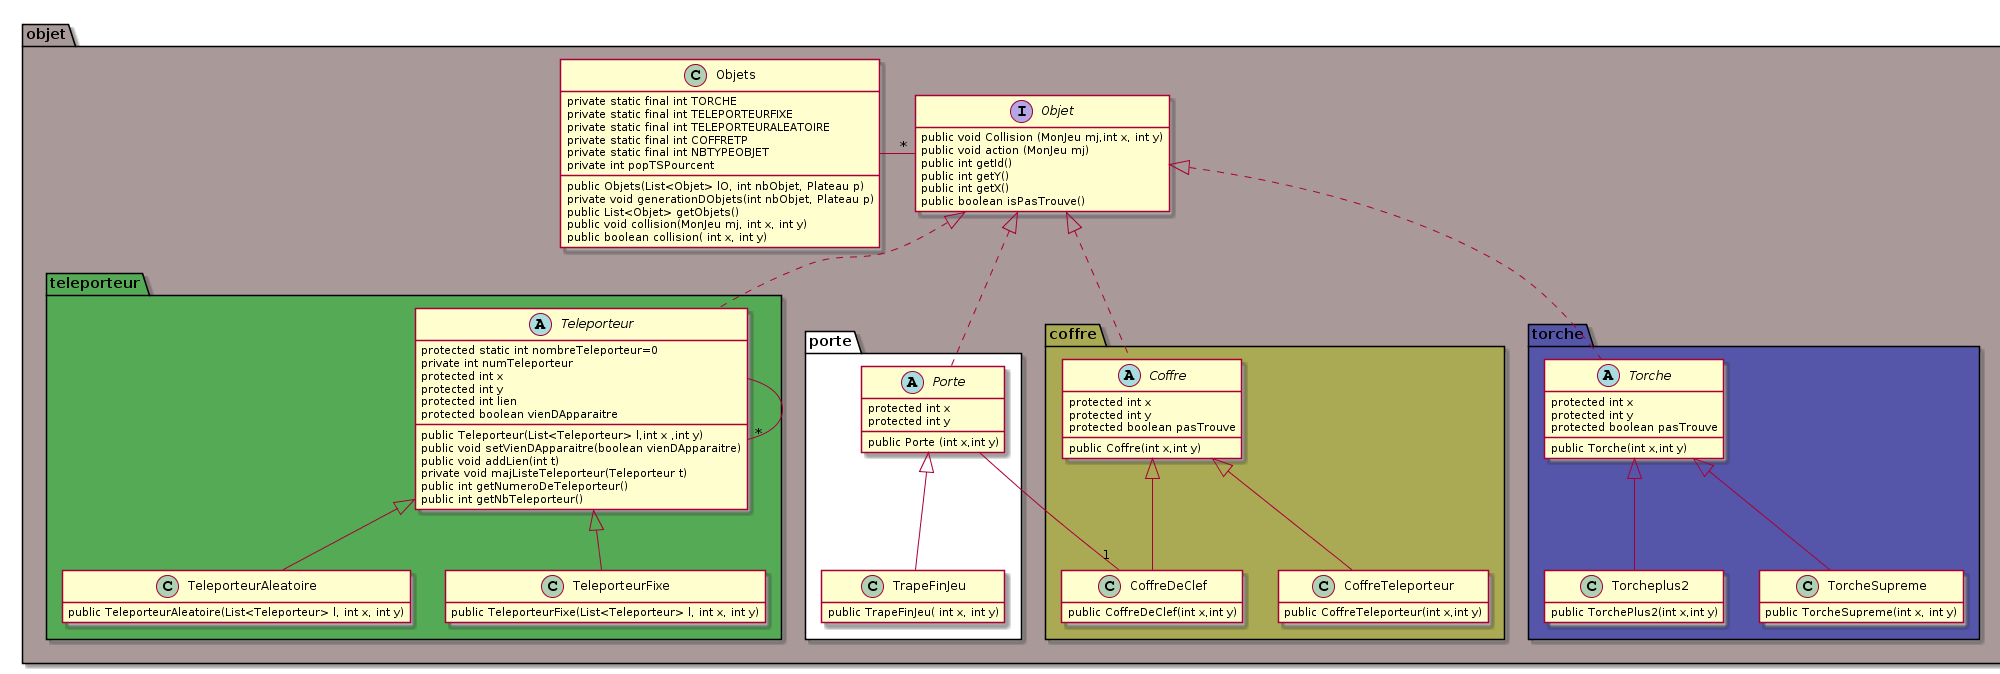 objet
C Objets
private static final int TORCHE
private static final int TELEPORTEURFIXE
private static final int TELEPORTEURALEATOIRE
private static final int COFFRETP
private static final int NBTYPEOBJET
private int popTSPourcent
public Objets(List<Objet> lO, int nbObjet, Plateau p)
private void generationDObjets(int nbObjet, Plateau p)
public List<Objet> getObjets()
public void collision(MonJeu mj, int x, int y)
public boolean collision( int x, int y)
*
I Objet
public void Collision (MonJeu mj,int x, int y)
public void action (MonJeu mj)
public int getId()
public int getY()
public int getX()
public boolean isPasTrouve()
teleporteur
A Teleporteur
protected static int nombreTeleporteur=0
private int numTeleporteur
protected int x
protected int y
protected int lien
protected boolean vienDApparaitre
public Teleporteur(List<Teleporteur> l,int x ,int y)
public void setVienDApparaitre(boolean vienDApparaitre)
public void addLien(int t)
private void majListeTeleporteur(Teleporteur t)
public int getNumeroDeTeleporteur()
public int getNbTeleporteur()
*
C TeleporteurAleatoire
public TeleporteurAleatoire(List<Teleporteur> l, int x, int y)
C TeleporteurFixe
public TeleporteurFixe(List<Teleporteur> l, int x, int y)
porte
A Porte
protected int x
protected int y
public Porte (int x,int y)
C TrapeFinJeu
public TrapeFinJeu( int x, int y)
coffre
A Coffre
protected int x
protected int y
protected boolean pasTrouve
public Coffre(int x,int y)
1
C CoffreDeClef
public CoffreDeClef(int x,int y)
C CoffreTeleporteur
public CoffreTeleporteur(int x,int y)
torche
A Torche
protected int x
protected int y
protected boolean pasTrouve
public Torche(int x,int y)
C Torcheplus2
public TorchePlus2(int x,int y)
C TorcheSupreme
public TorcheSupreme(int x, int y)